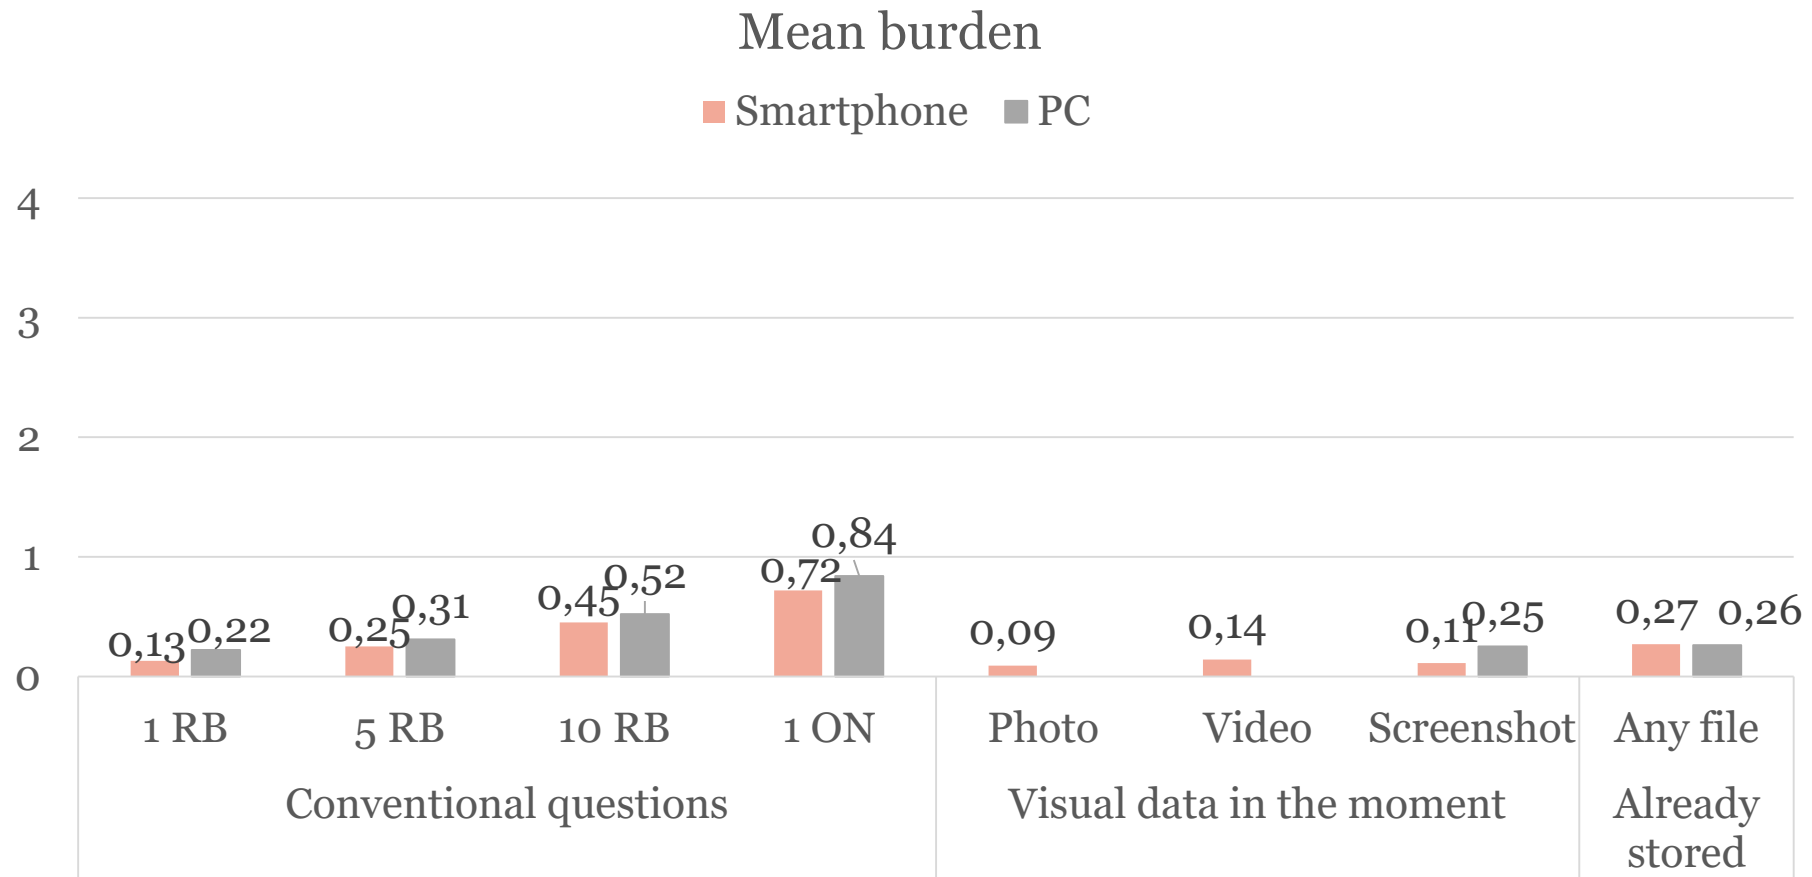 Mean burden
Smartphone PC
4
3
2
1
0
0,13 0,22 0,25 0,31 0,45 0,52 0,72 0,84 0,09 0,14 0,11 0,25 0,27 0,26
1 RB 5 RB 10 RB 1 ON Photo Video Screenshot Any file
Conventional questions Visual data in the moment Already
stored